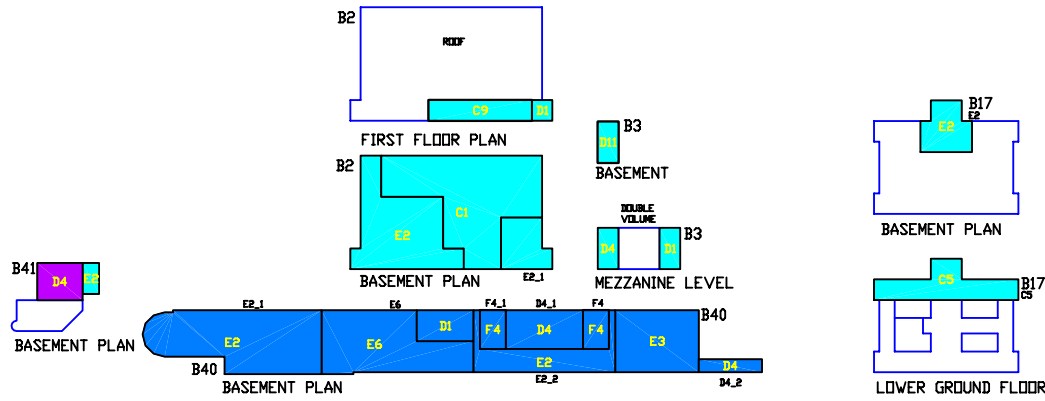 B2
ROOF
C9
D1
FIRST FLOOR PLAN
B2
C1
E2
E2_1
BASEMENT PLAN
B3
D11
BASEMENT
DOUBLE
VOLUME
B3
D4
D1
MEZZANINE LEVEL
B17
E2
E2
BASEMENT PLAN
B17
C5
C5
LOWER GROUND FLOOR
B41
D4
E2
BASEMENT PLAN
E2_1
E6
F4_1
D4_1
F4
B40
E2
E6
D1
F4
D4
F4
E3
E2
D4
B40
E2_2
D4_2
BASEMENT PLAN